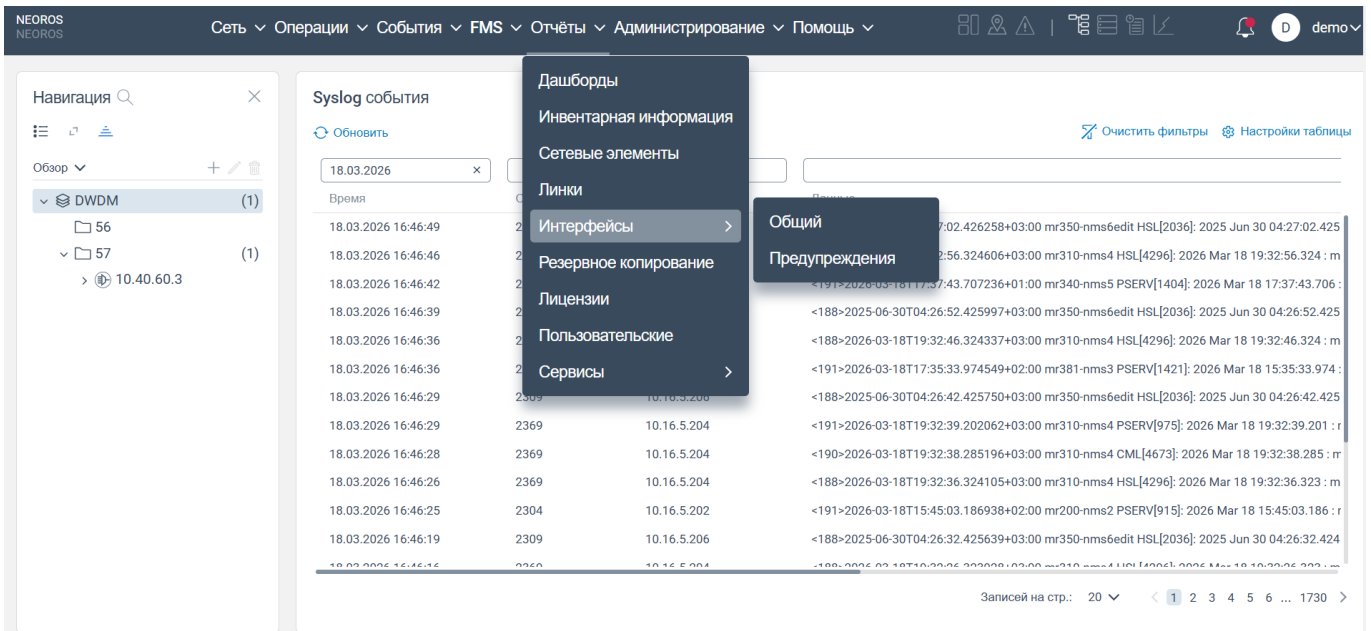 NEOROS
NEOROS
Сеть Операции События FMS Отчёты Администрирование Помощь
D demo
Навигация
Обзор
DWDM (1)
56
57 (1)
10.40.60.3
Syslog события
Обновить
Очистить фильтры Настройки таблицы
18.03.2026
Время
Дашборды
Инвентарная информация
Сетевые элементы
Линки
Интерфейсы
Резервное копирование
Лицензии
Пользовательские
Сервисы
Общий
Предупреждения
18.03.2026 16:46:49 7:02.426258+03:00 mr350-nms6edit HSL[2036]: 2025 Jun 30 04:27:02.425
18.03.2026 16:46:46 2:56.324606+03:00 mr310-nms4 HSL[4296]: 2026 Mar 18 19:32:56.324 : m
18.03.2026 16:46:42 <191>2026-03-18T17:37:43.707236+01:00 mr340-nms5 PSERV[1404]: 2026 Mar 18 17:37:43.706 :
18.03.2026 16:46:39 <188>2025-06-30T04:26:52.425997+03:00 mr350-nms6edit HSL[2036]: 2025 Jun 30 04:26:52.425
18.03.2026 16:46:36 <188>2026-03-18T19:32:46.324337+03:00 mr310-nms4 HSL[4296]: 2026 Mar 18 19:32:46.324 : m
18.03.2026 16:46:36 <191>2026-03-18T17:35:33.974549+02:00 mr381-nms3 PSERV[1421]: 2026 Mar 18 15:35:33.974 :
18.03.2026 16:46:29 2309 10.16.5.206 <188>2025-06-30T04:26:42.425750+03:00 mr350-nms6edit HSL[2036]: 2025 Jun 30 04:26:42.425
18.03.2026 16:46:29 2369 10.16.5.204 <191>2026-03-18T19:32:39.202062+03:00 mr310-nms4 PSERV[975]: 2026 Mar 18 19:32:39.201 : r
18.03.2026 16:46:28 2369 10.16.5.204 <190>2026-03-18T19:32:38.285196+03:00 mr310-nms4 CML[4673]: 2026 Mar 18 19:32:38.285 : m
18.03.2026 16:46:26 2369 10.16.5.204 <188>2026-03-18T19:32:36.324105+03:00 mr310-nms4 HSL[4296]: 2026 Mar 18 19:32:36.323 : m
18.03.2026 16:46:25 2304 10.16.5.202 <191>2026-03-18T15:45:03.186938+02:00 mr200-nms2 PSERV[915]: 2026 Mar 18 15:45:03.186 : r
18.03.2026 16:46:19 2309 10.16.5.206 <188>2025-06-30T04:26:32.425639+03:00 mr350-nms6edit HSL[2036]: 2025 Jun 30 04:26:32.424
Записей на стр.: 20 1 2 3 4 5 6 ... 1730